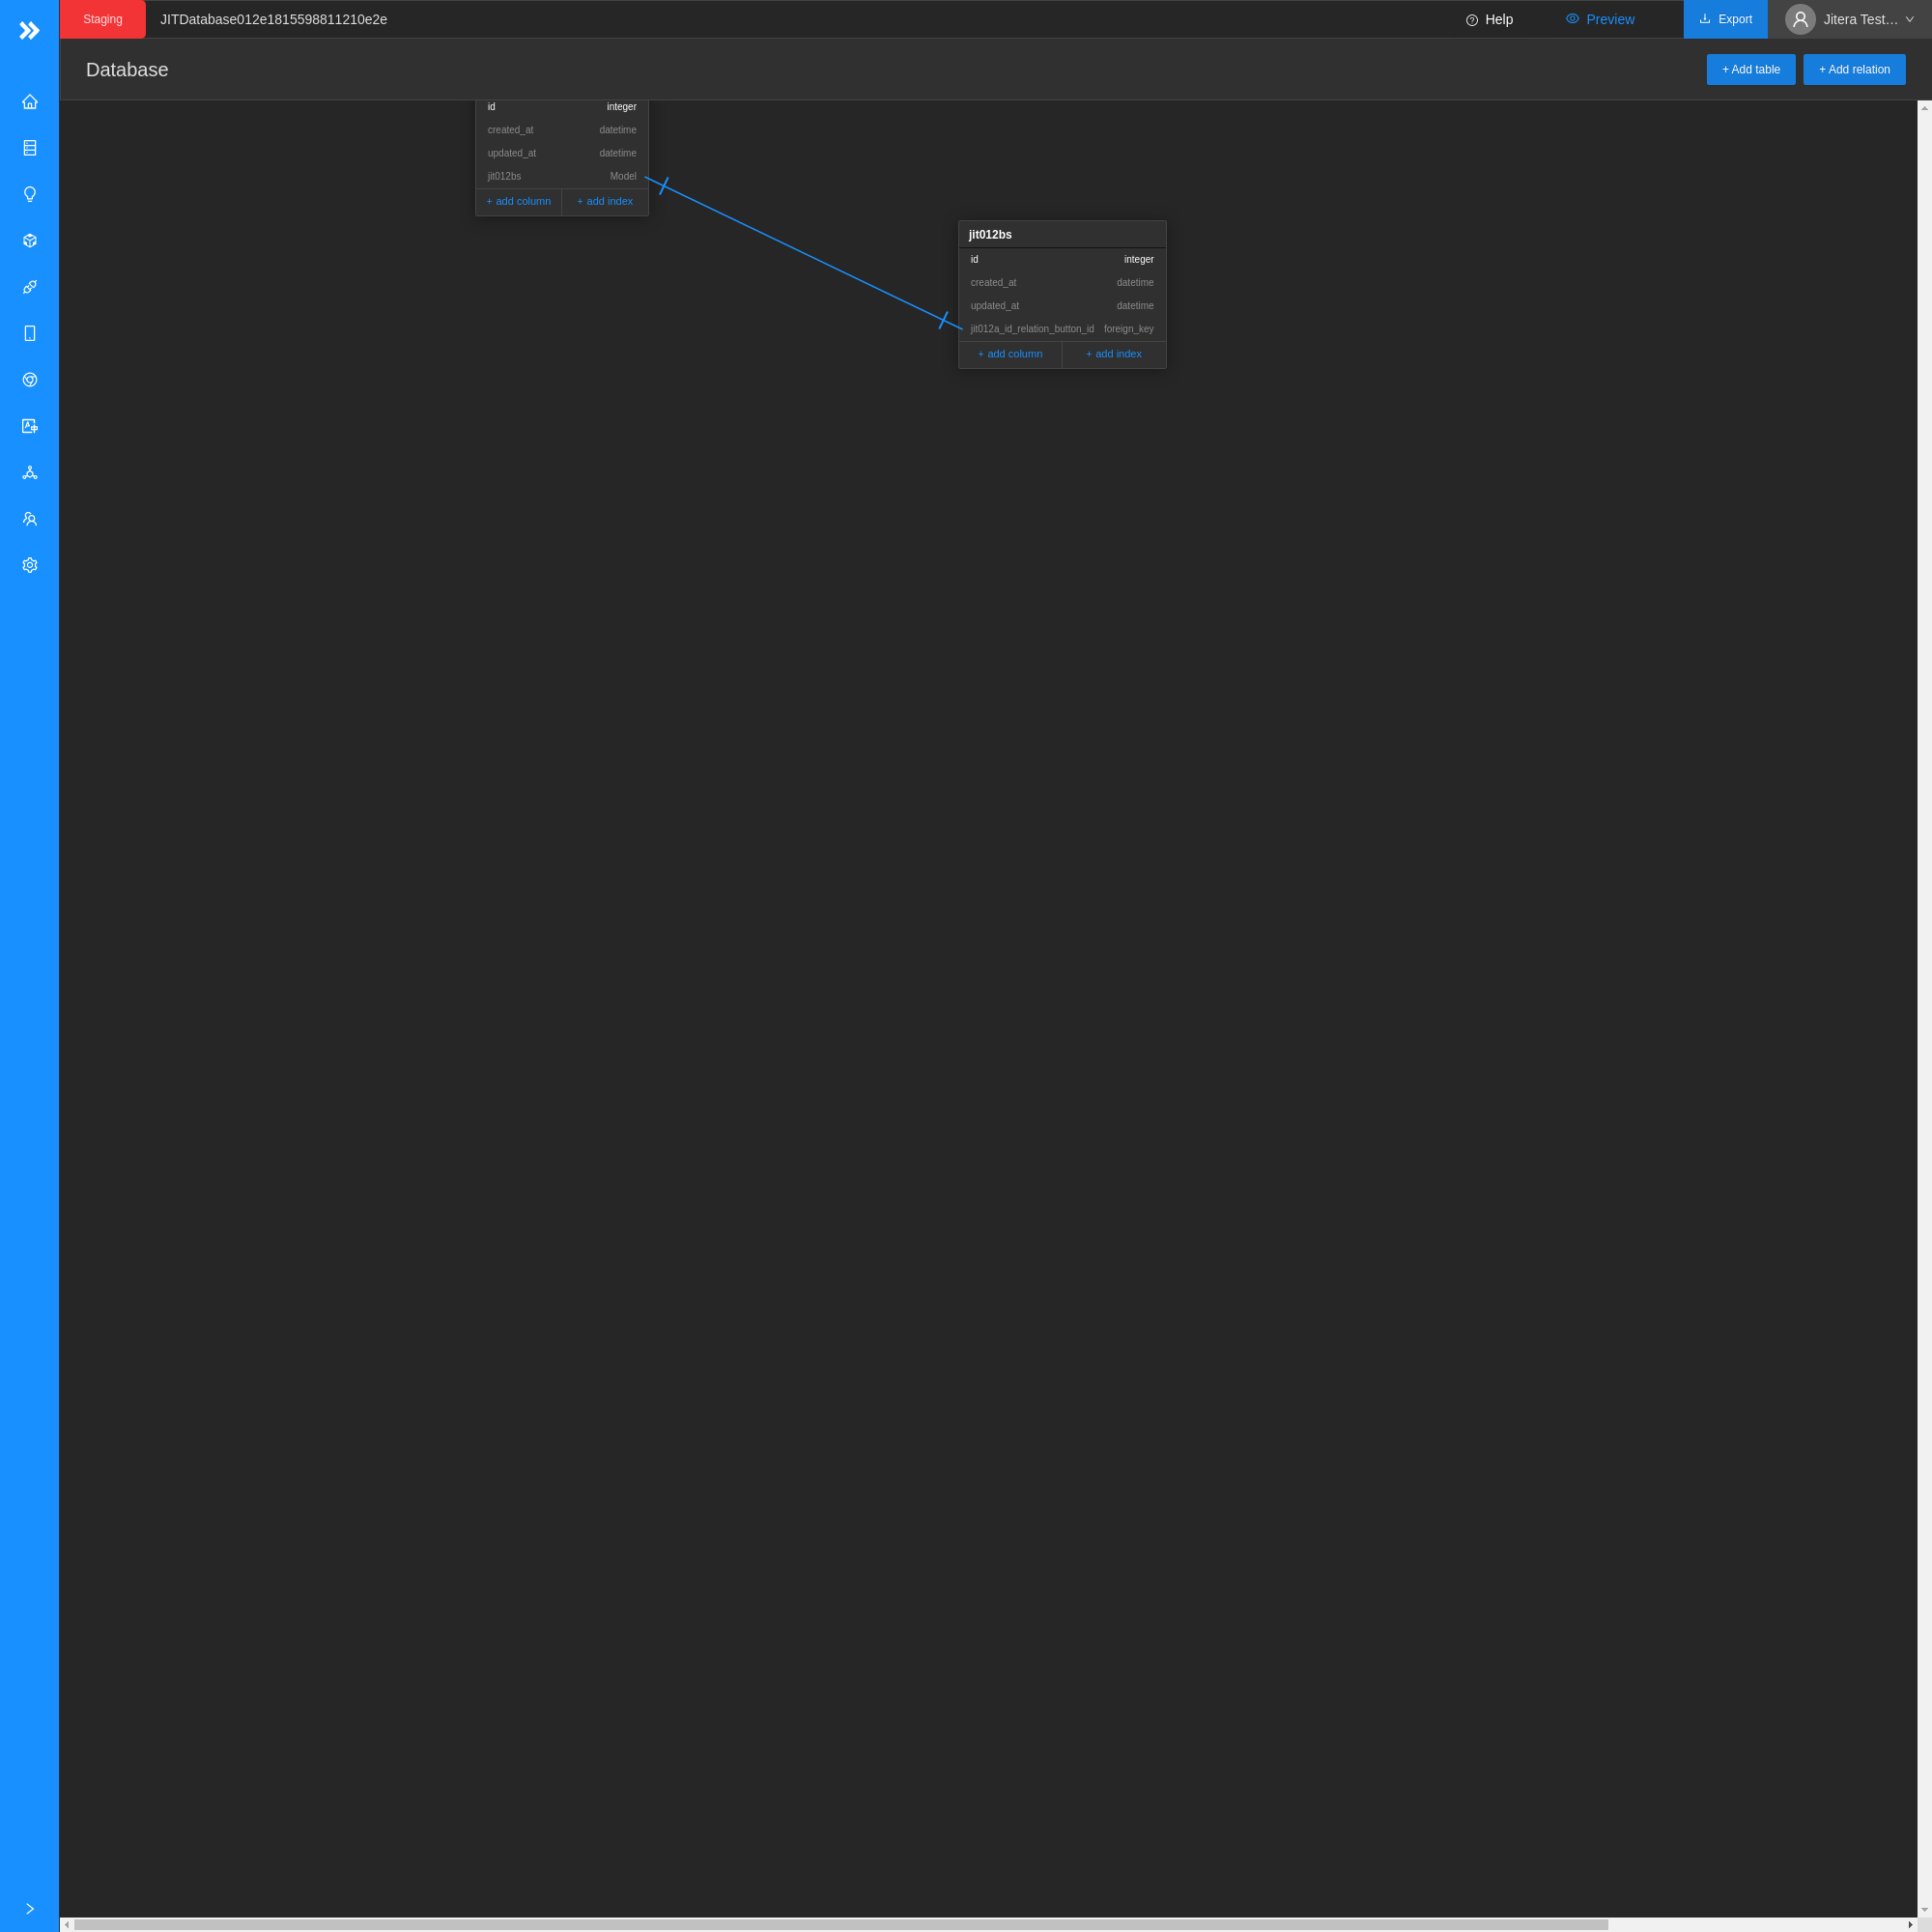 Staging JITDatabase012e1815598811210e2e Help Preview Export Jitera Test…
Database + Add table + Add relation
id integer
created_at datetime
updated_at datetime
jit012bs Model
+ add column + add index
jit012bs
id integer
created_at datetime
updated_at datetime
jit012a_id_relation_button_id foreign_key
+ add column + add index